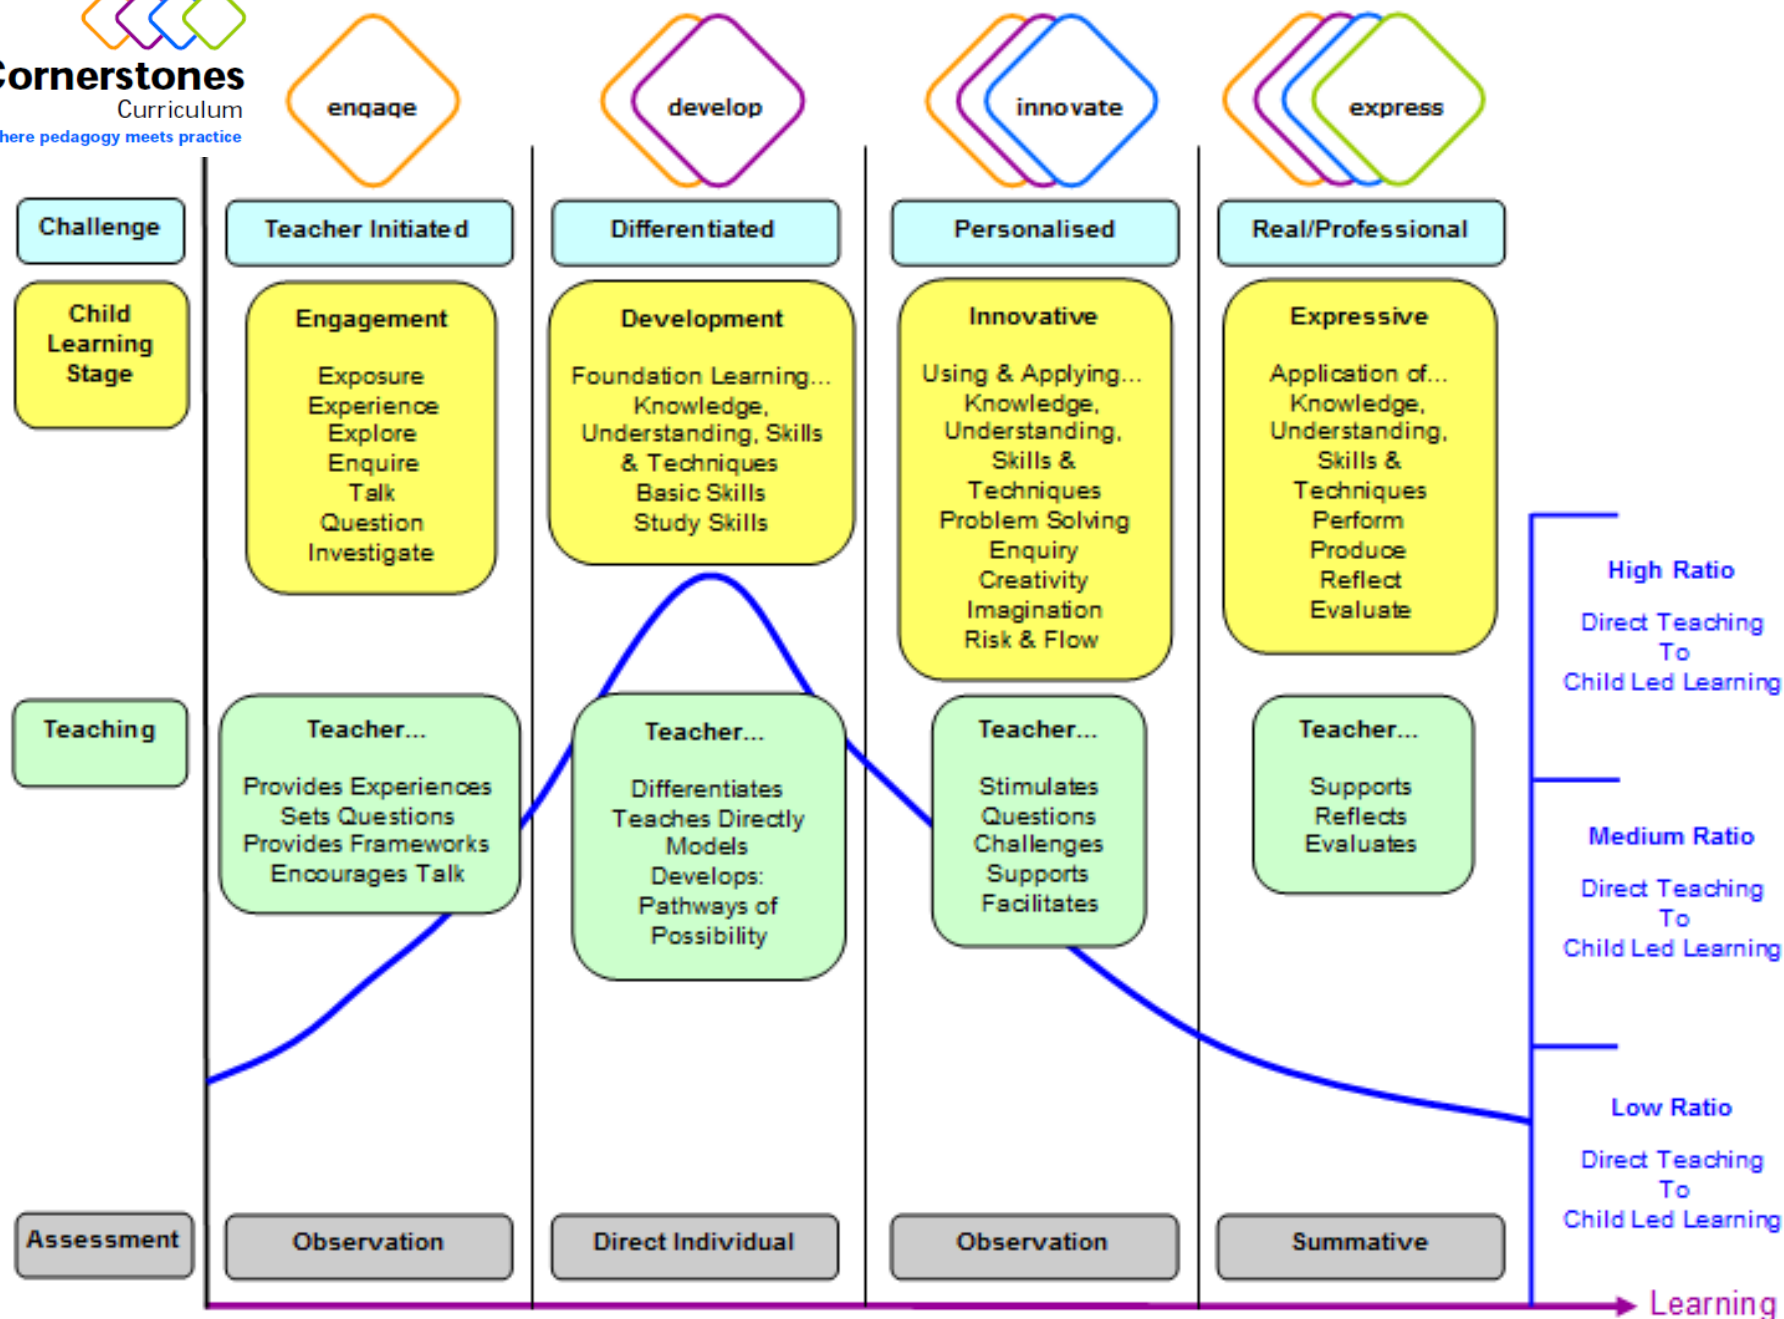 Cornerstones
Curriculum
here pedagogy meets practice
engage
develop
innovate
express
Challenge
Teacher Initiated
Differentiated
Personalised
Real/Professional
Child
Learning
Stage
Engagement
Exposure
Experience
Explore
Enquire
Talk
Question
Investigate
Development
Foundation Learning...
Knowledge,
Understanding, Skills
& Techniques
Basic Skills
Study Skills
Innovative
Using & Applying...
Knowledge,
Understanding,
Skills &
Techniques
Problem Solving
Enquiry
Creativity
Imagination
Risk & Flow
Expressive
Application of...
Knowledge,
Understanding,
Skills &
Techniques
Perform
Produce
Reflect
Evaluate
Teaching
Teacher...
Provides Experiences
Sets Questions
Provides Frameworks
Encourages Talk
Teacher...
Differentiates
Teaches Directly
Models
Develops:
Pathways of
Possibility
Teacher...
Stimulates
Questions
Challenges
Supports
Facilitates
Teacher...
Supports
Reflects
Evaluates
High Ratio
Direct Teaching
To
Child Led Learning
Medium Ratio
Direct Teaching
To
Child Led Learning
Low Ratio
Direct Teaching
To
Child Led Learning
Assessment
Observation
Direct Individual
Observation
Summative
Learning